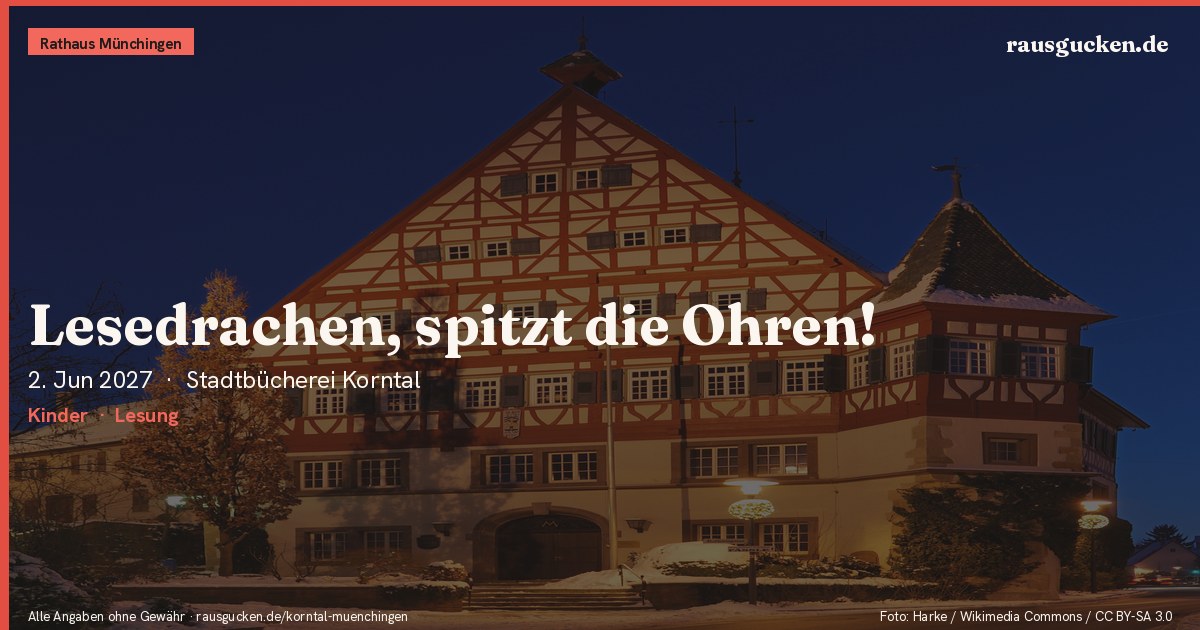 Rathaus Münchingen
rausgucken.de
Lesedrachen, spitzt die Ohren!
2. Jun 2027 · Stadtbücherei Korntal
Kinder · Lesung
Alle Angaben ohne Gewähr · rausgucken.de/korntal-muenchingen
Foto: Harke / Wikimedia Commons / CC BY-SA 3.0